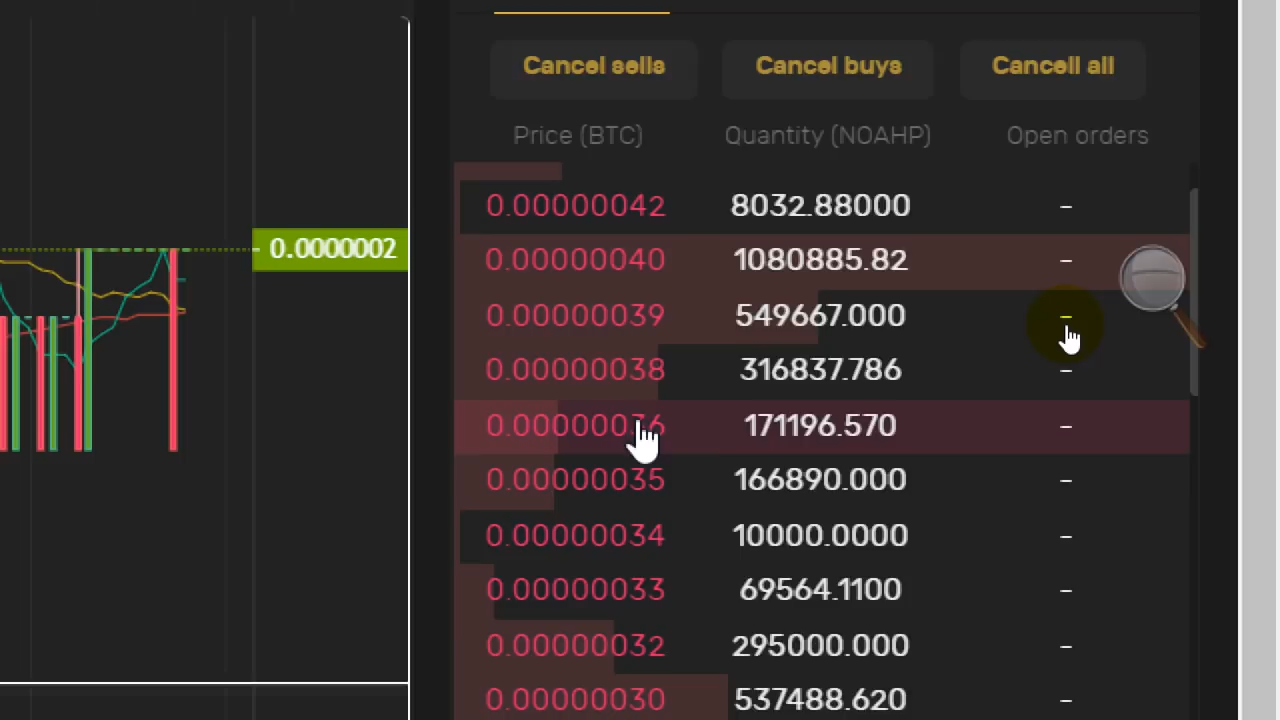 Cancel sells Cancel buys Cancell all
Price (BTC) Quantity (NOAHP) Open orders
0.00000042 8032.88000 –
0.0000002
0.00000040 1080885.82 –
0.00000039 549667.000 –
0.00000038 316837.786 –
0.00000036 171196.570 –
0.00000035 166890.000 –
0.00000034 10000.0000 –
0.00000033 69564.1100 –
0.00000032 295000.000 –
0.00000030 537488.620 –